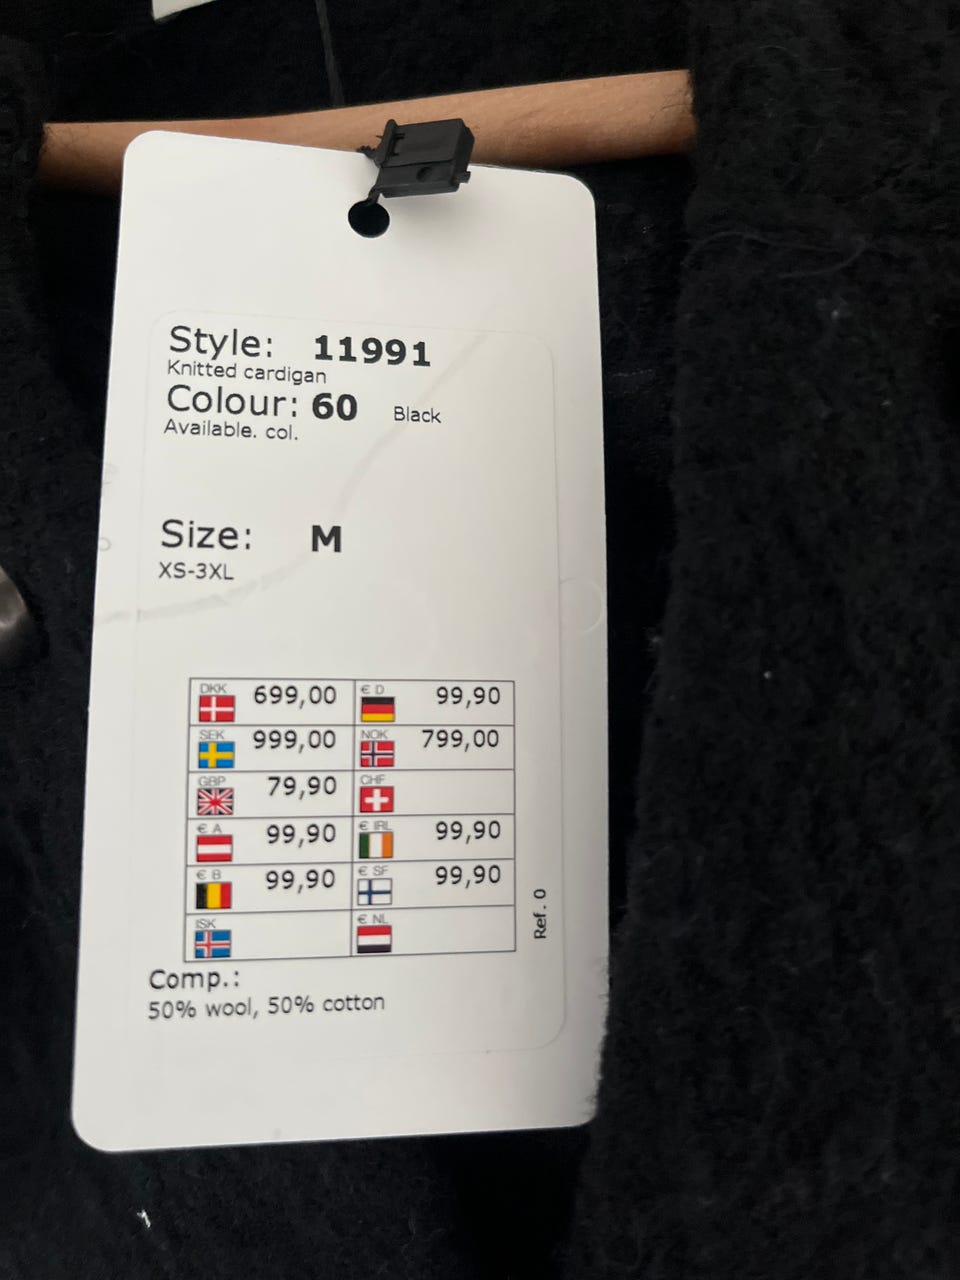 Style: 11991
Knitted cardigan
Colour: 60 Black
Available. col.
Size: M
XS-3XL
DKK 699,00 € D 99,90
SEK 999,00 NOK 799,00
GBP 79,90 CHF
€ A 99,90 € IRL 99,90
€ B 99,90 € SF 99,90
ISK € NL
Ref. 0
Comp.:
50% wool, 50% cotton